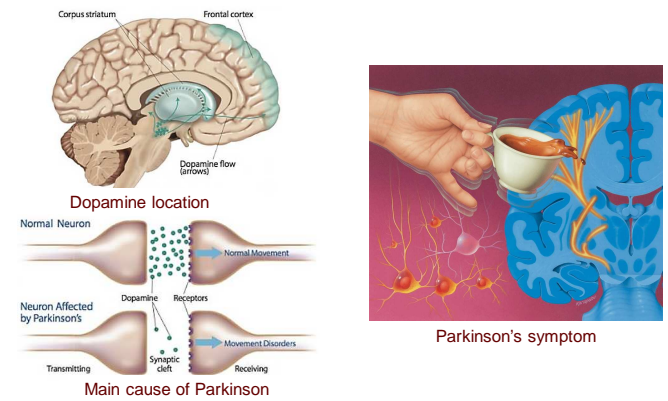 Corpus striatum
Frontal cortex
Dopamine flow
(arrows)
Dopamine location
Normal Neuron
Normal Movement
Dopamine
Receptors
Neuron Affected
by Parkinson's
Movement Disorders
Synaptic
cleft
Transmitting
Receiving
Main cause of Parkinson
Parkinson's symptom